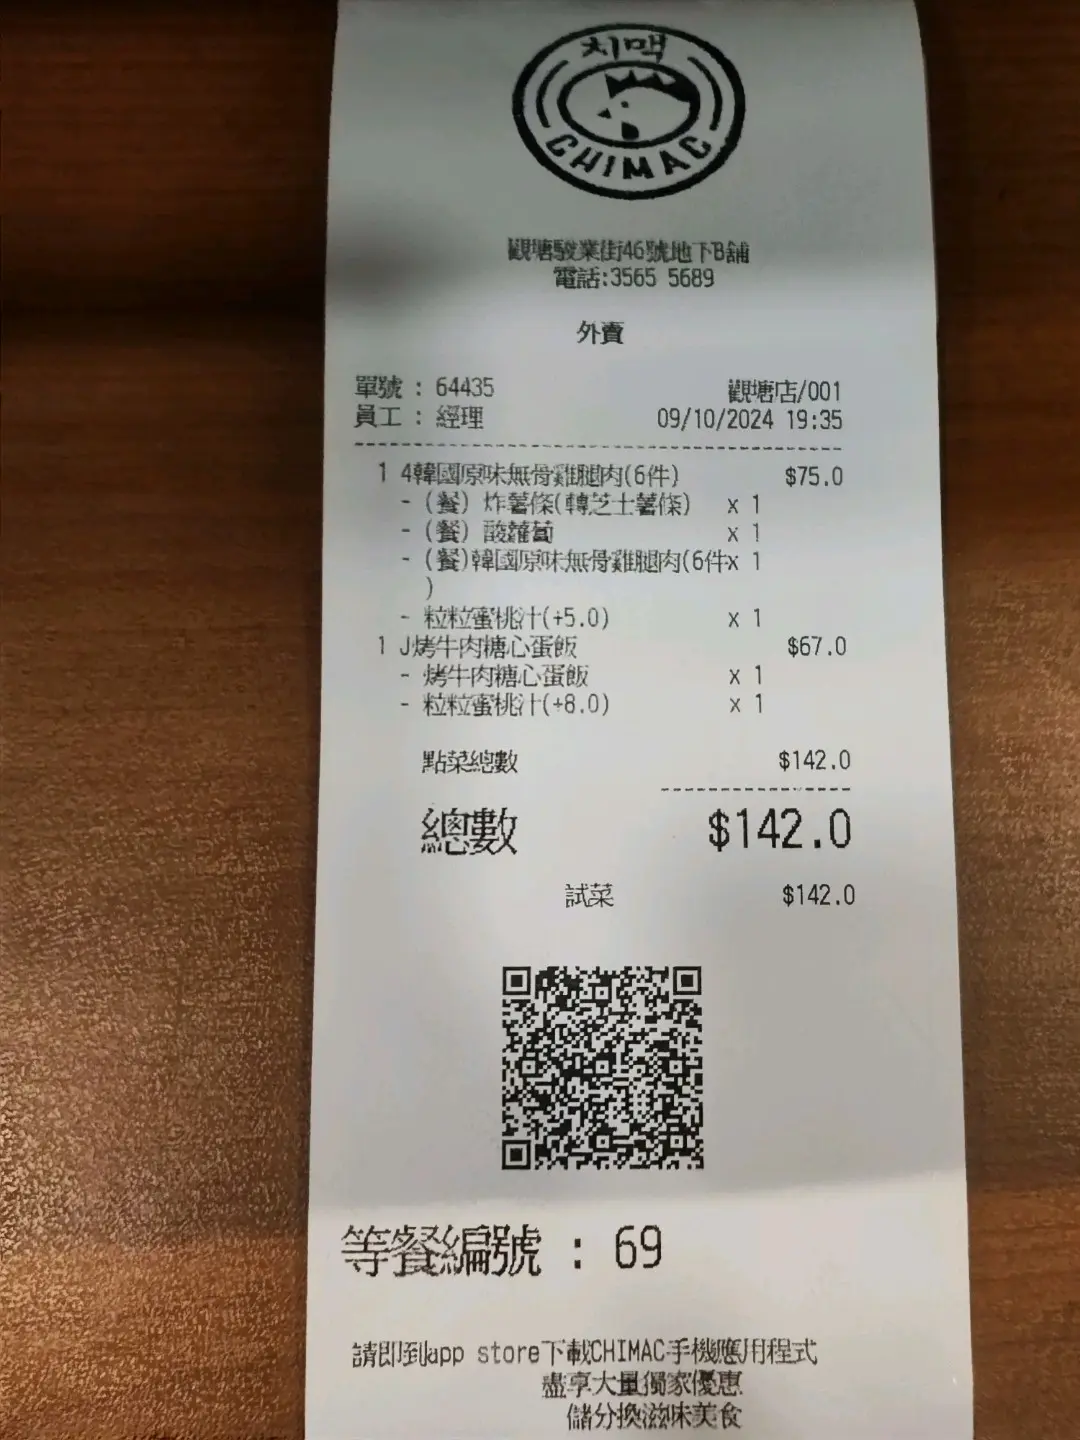 치맥
CHIMAC
觀塘駿業街46號地下B舖
電話:3565 5689
外賣
單號 : 64435 觀塘店/001
員工 : 經理 09/10/2024 19:35
1 4韓國原味無骨雞腿肉(6件) $75.0
- (餐) 炸薯條(轉芝士薯條) x 1
- (餐) 酸蘿蔔 x 1
- (餐)韓國原味無骨雞腿肉(6件x 1
)
- 粒粒蜜桃汁(+5.0) x 1
1 J烤牛肉糖心蛋飯 $67.0
- 烤牛肉糖心蛋飯 x 1
- 粒粒蜜桃汁(+8.0) x 1
點菜總數 $142.0
總數 $142.0
試菜 $142.0
等餐編號 : 69
請即到app store下載CHIMAC手機應用程式
盡享大量獨家優惠
儲分換滋味美食